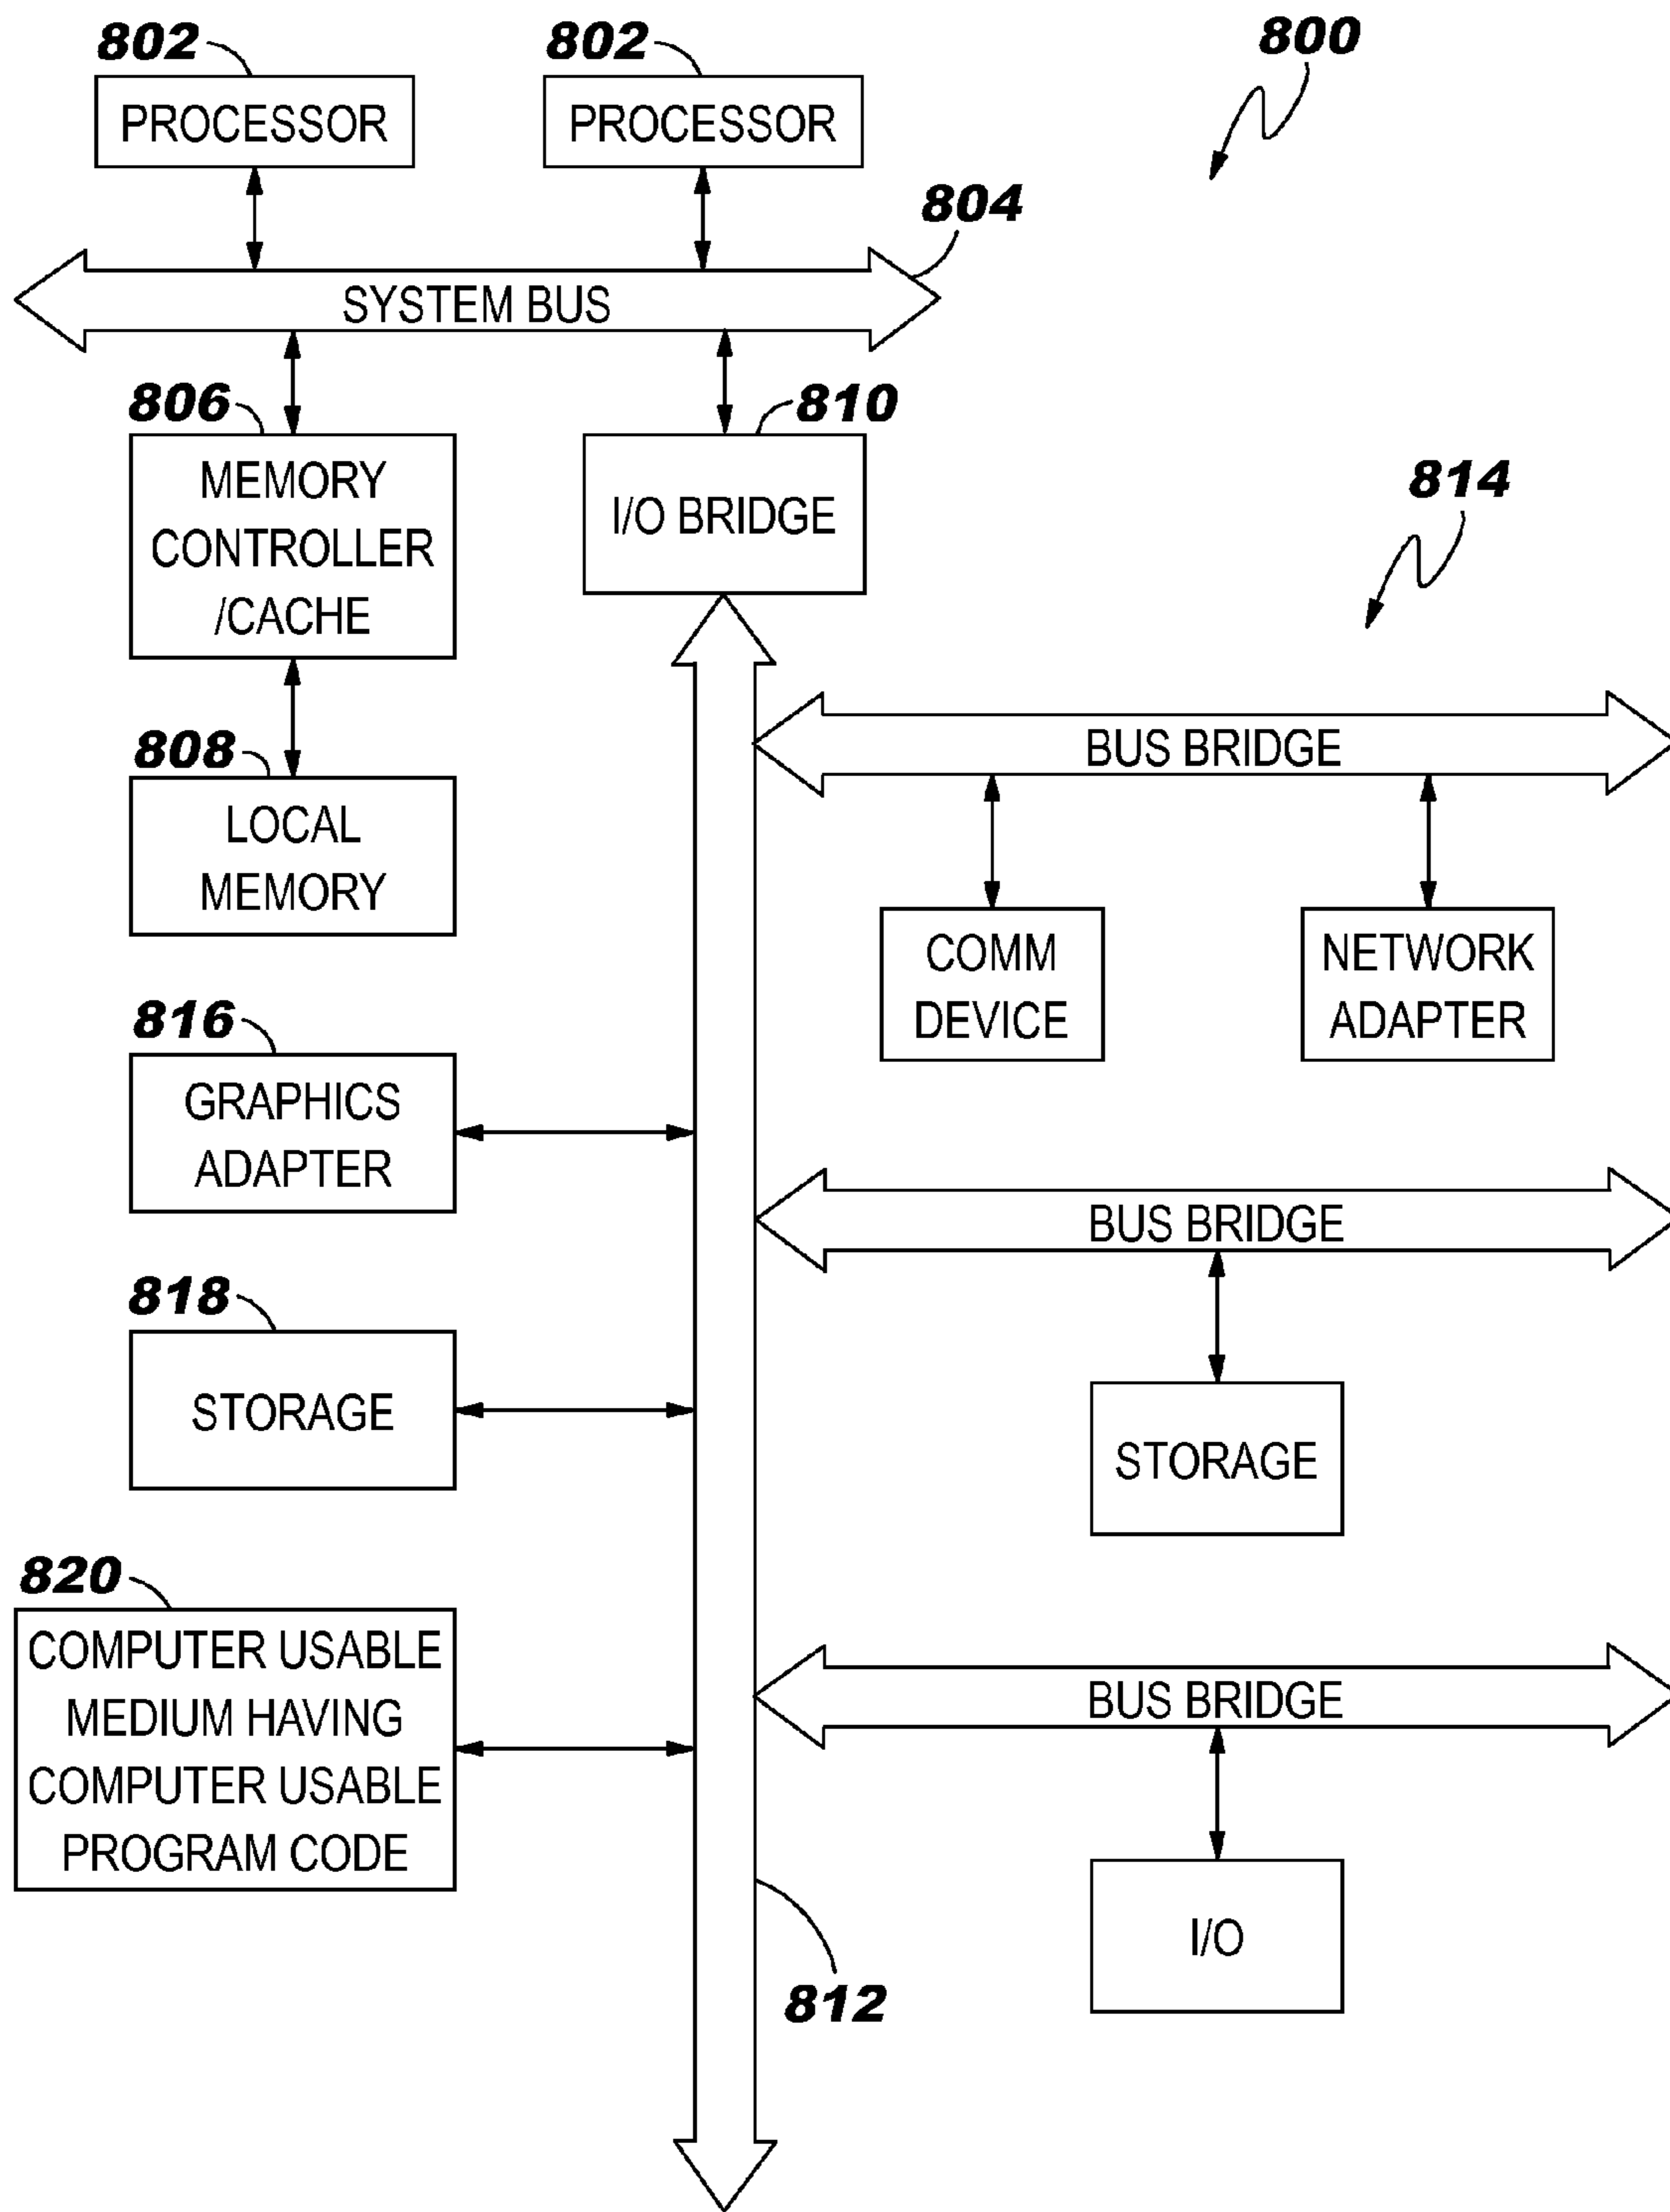 802
802
800
PROCESSOR
PROCESSOR
804
SYSTEM BUS
806
810
MEMORY
CONTROLLER
/CACHE
I/O BRIDGE
814
808
LOCAL
MEMORY
BUS BRIDGE
COMM
DEVICE
NETWORK
ADAPTER
816
GRAPHICS
ADAPTER
BUS BRIDGE
818
STORAGE
STORAGE
820
COMPUTER USABLE
MEDIUM HAVING
COMPUTER USABLE
PROGRAM CODE
BUS BRIDGE
I/O
812